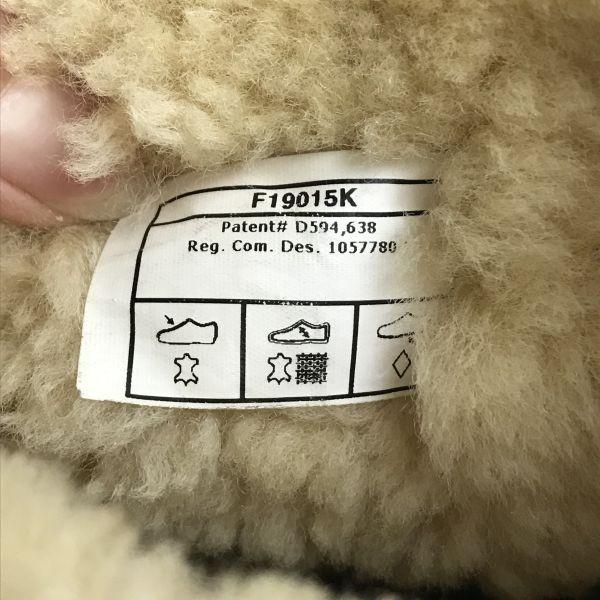 F19015K
Patent# D594,638
Reg. Com. Des. 1057780